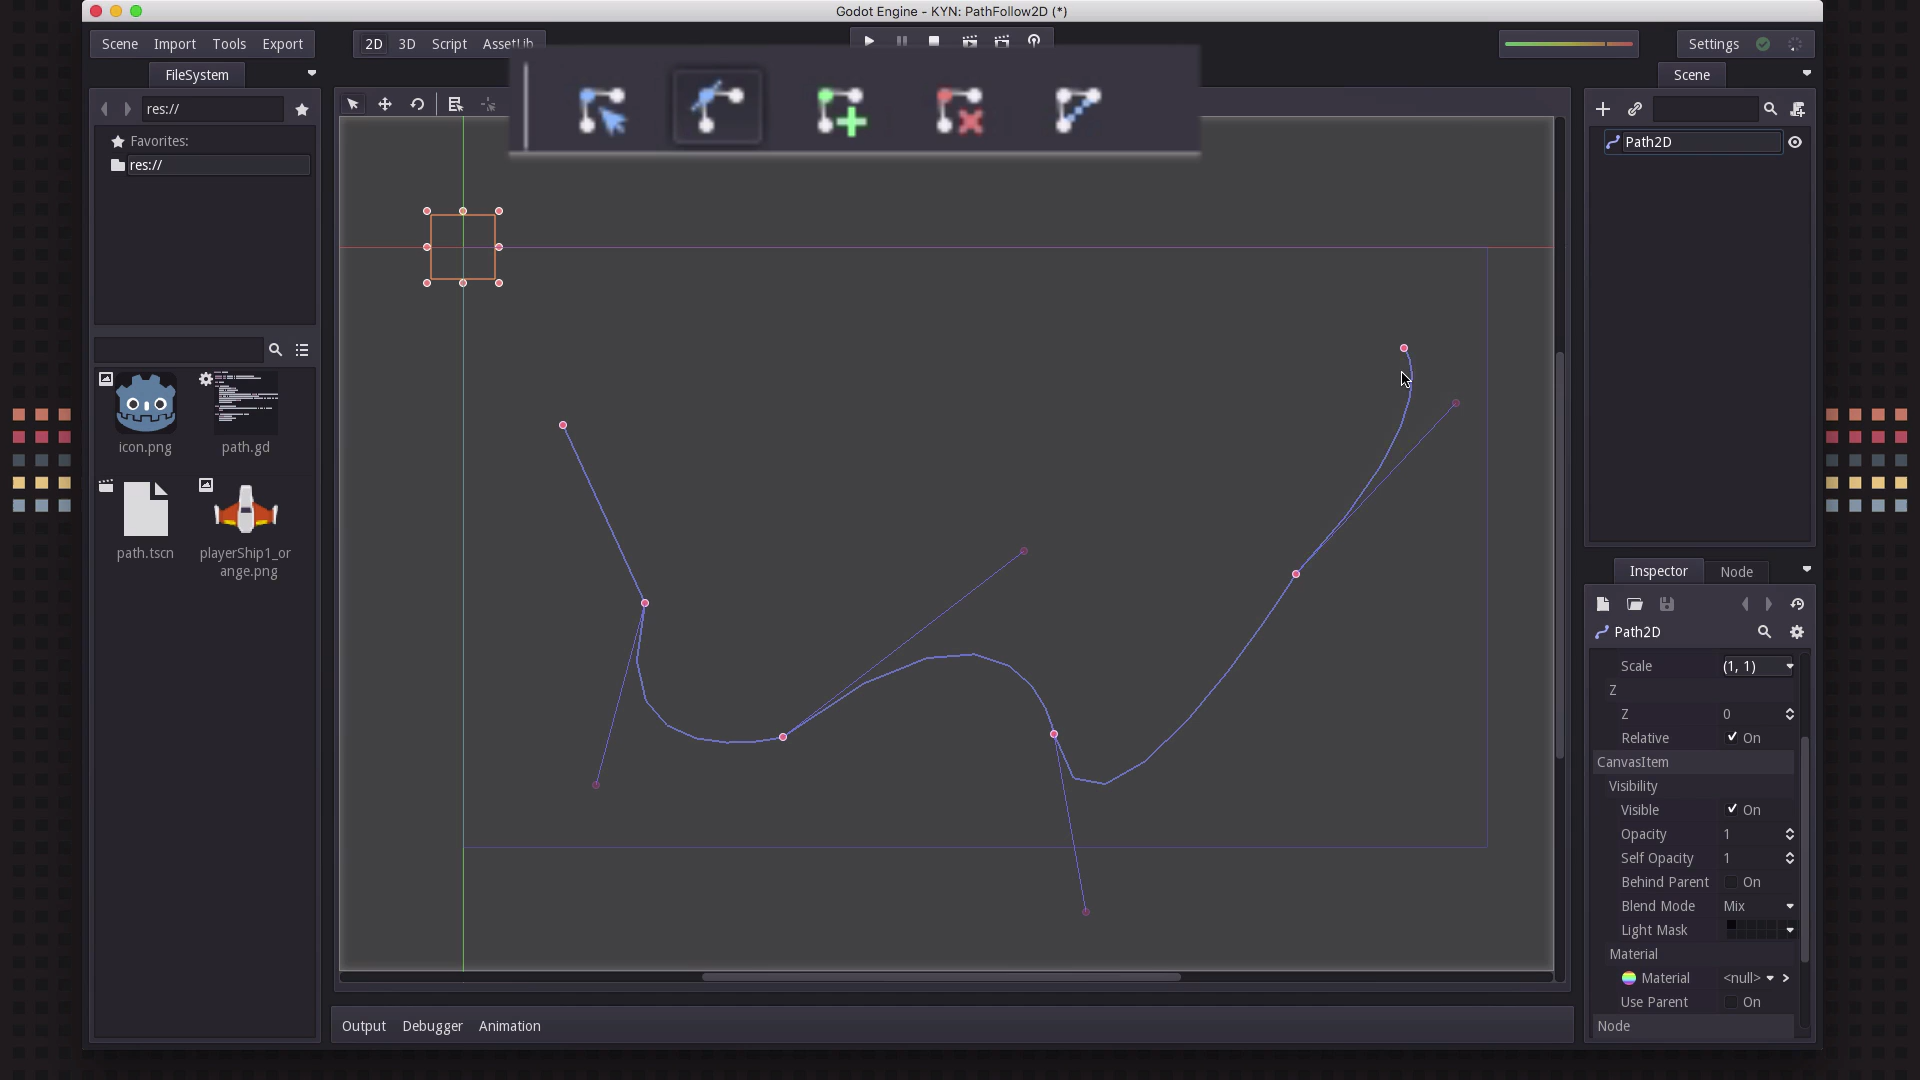 Godot Engine - KYN: PathFollow2D (*)
Scene Import Tools Export
2D 3D Script AssetLib
Settings
FileSystem
Scene
res://
Favorites:
res://
Path2D
icon.png
path.gd
path.tscn
playerShip1_or
ange.png
Inspector
Node
Path2D
Scale (1, 1)
Z
Z 0
Relative On
CanvasItem
Visibility
Visible On
Opacity 1
Self Opacity 1
Behind Parent On
Blend Mode Mix
Light Mask
Material
Material <null>
Use Parent On
Node
Output Debugger Animation